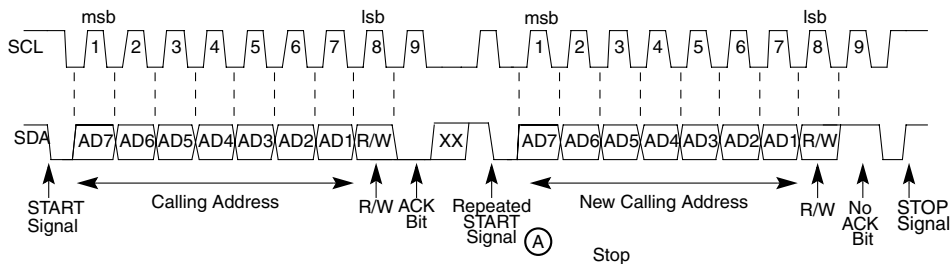 msb lsb msb lsb
SCL 1 2 3 4 5 6 7 8 9 1 2 3 4 5 6 7 8 9
SDA AD7 AD6 AD5 AD4 AD3 AD2 AD1 R/W XX AD7 AD6 AD5 AD4 AD3 AD2 AD1 R/W
START Signal
Calling Address
R/W
ACK Bit
Repeated START Signal
New Calling Address
R/W
No ACK Bit
STOP Signal
A
Stop